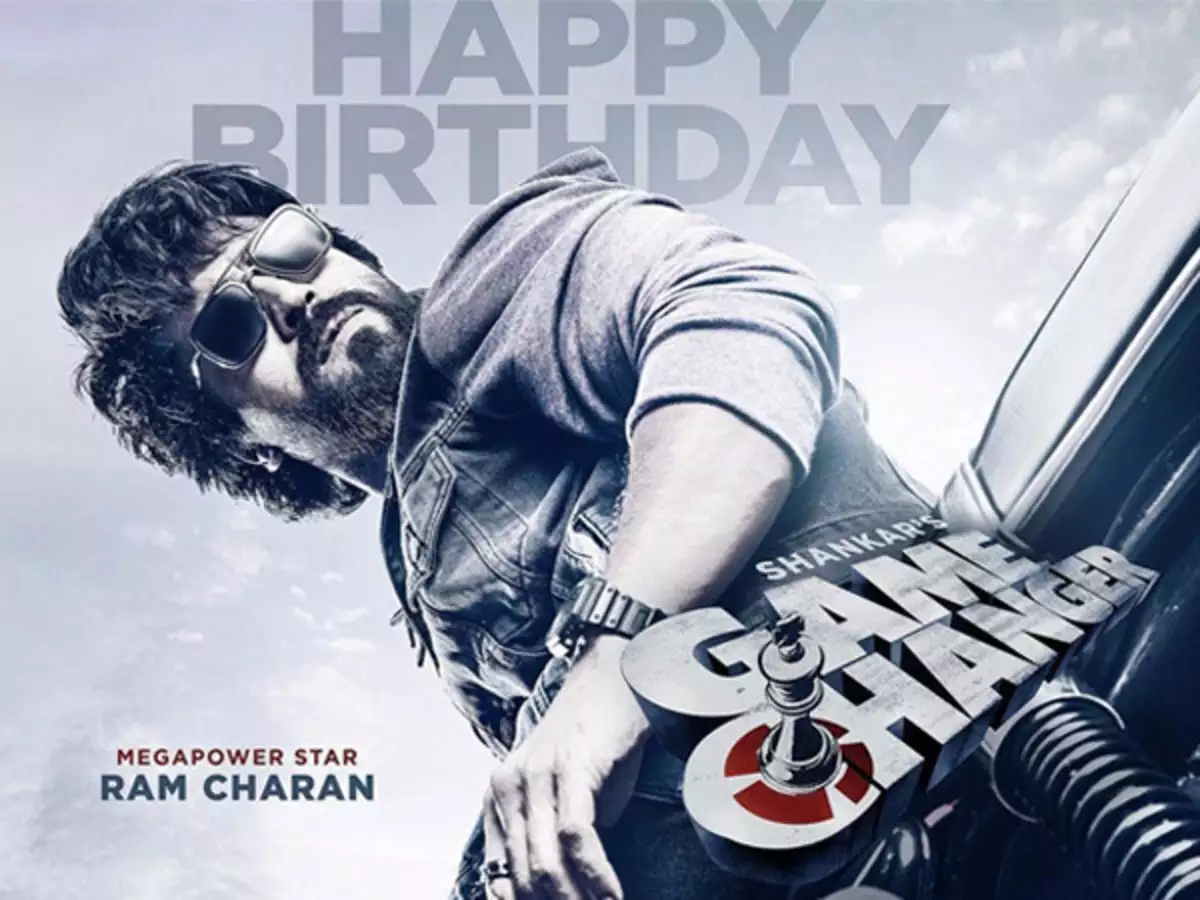 HAPPY
BIRTHDAY
SHANKAR'S
GAME
CHANGER
MEGAPOWER STAR
RAM CHARAN